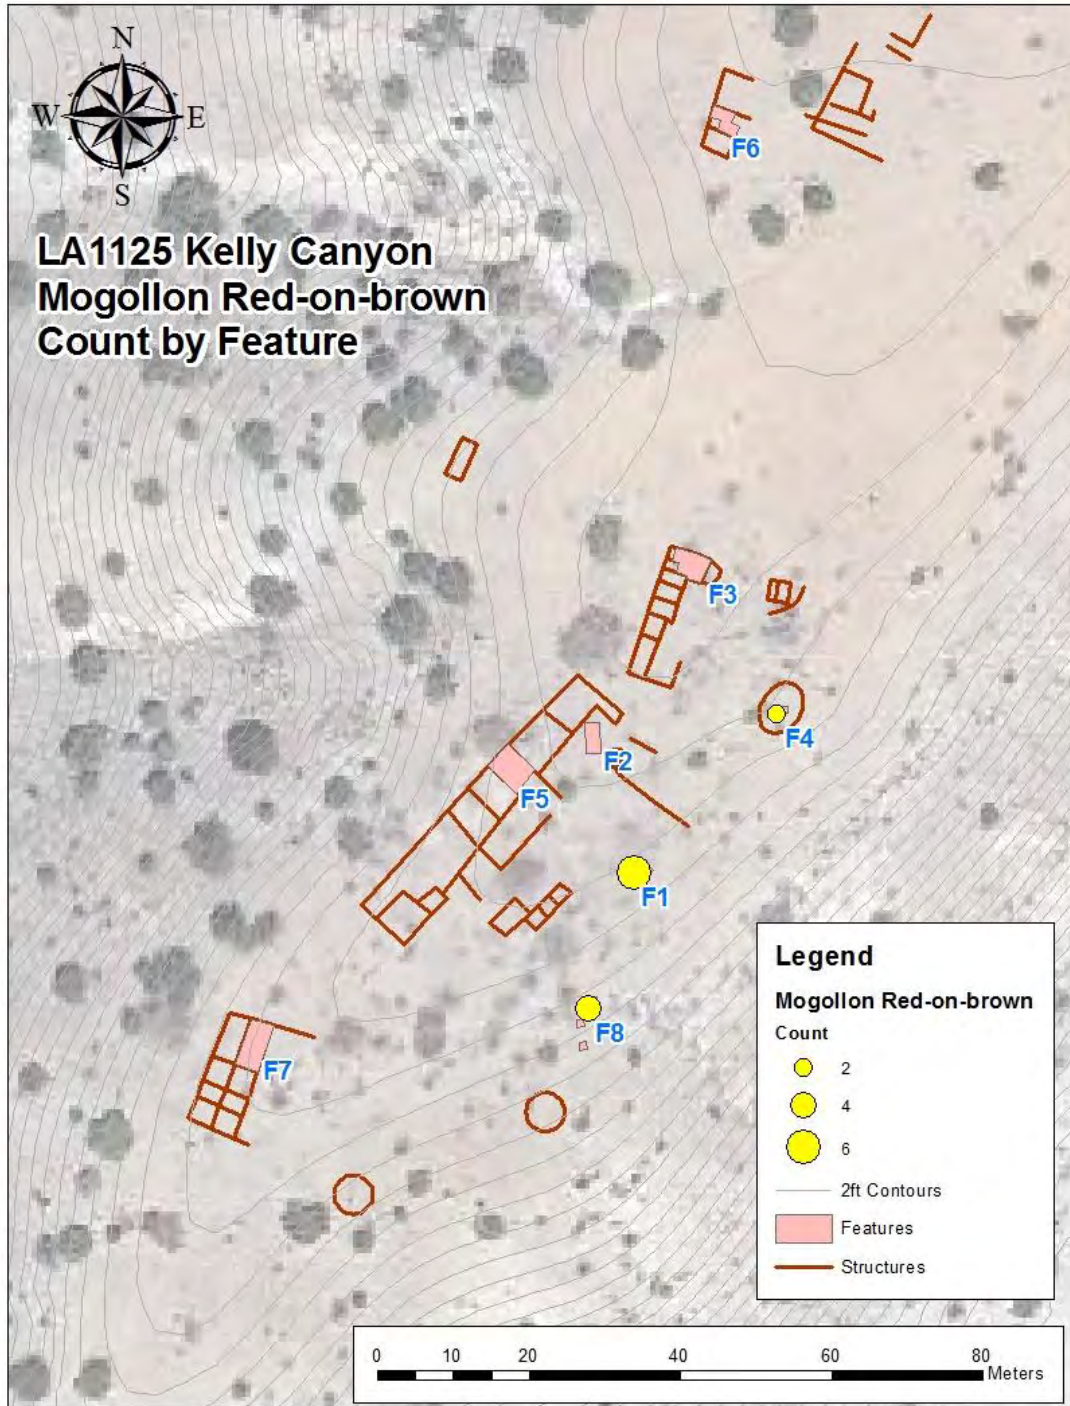 N
W E
S
LA1125 Kelly Canyon
Mogollon Red-on-brown
Count by Feature
F6
F3
F4
F2
F5
F1
F8
F7
Legend
Mogollon Red-on-brown
Count
2
4
6
2ft Contours
Features
Structures
0 10 20 40 60 80
Meters